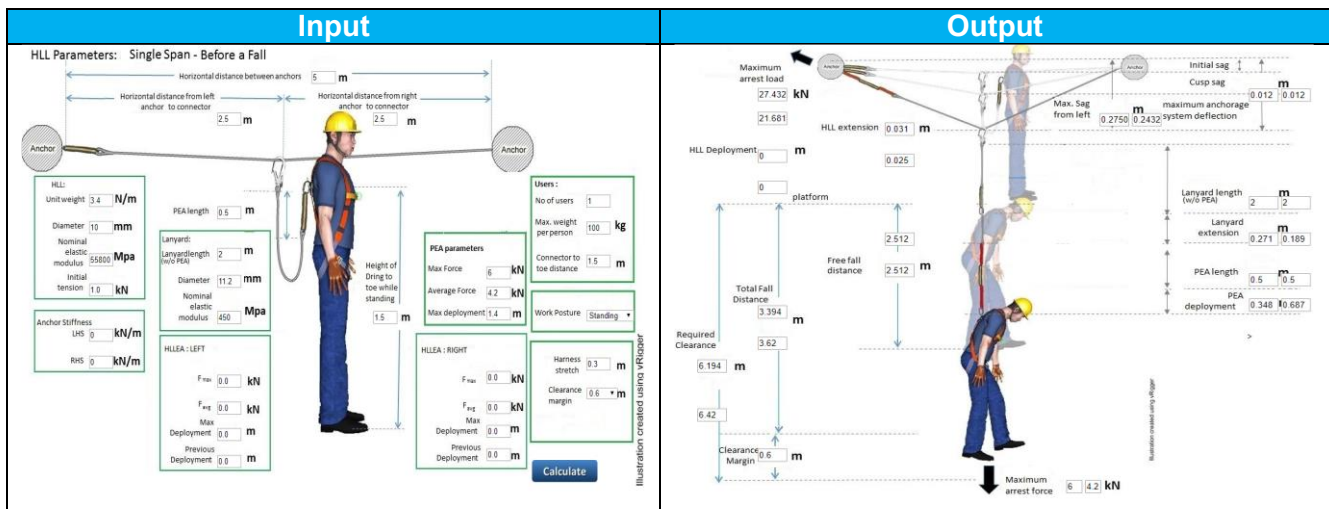 Input
Output
HLL Parameters: Single Span - Before a Fall
Horizontal distance between anchors 5 m
Horizontal distance from left
anchor to connector
2.5 m
Horizontal distance from right
anchor to connector
2.5 m
Anchor
Anchor
HLL:
Unit weight 3.4 N/m
Diameter 10 mm
Nominal
elastic
modulus 55800 Mpa
Initial
tension 1.0 kN
Anchor Stiffness
LHS 0 kN/m
RHS 0 kN/m
PEA length 0.5 m
Lanyard:
Lanyardlength
(w/o PEA) 2 m
Diameter 11.2 mm
Nominal
elastic
modulus 450 Mpa
HLLEA : LEFT
Fmax 0.0 kN
Favg 0.0 kN
Max
Deployment 0.0 m
Previous
Deployment 0.0 m
Height of
Dring to
toe while
standing
1.5 m
PEA parameters
Max Force 6 kN
Average Force 4.2 kN
Max deployment 1.4 m
HLLEA : RIGHT
Fmax 0.0 kN
Favg 0.0 kN
Max
Deployment 0.0 m
Previous
Deployment 0.0 m
Users :
No of users 1
Max. weight
per person 100 kg
Connector to
toe distance 1.5 m
Work Posture Standing
Harness
stretch 0.3 m
Clearance
margin 0.6 m
Calculate
Illustration created using vRigger
Maximum
arrest load
27.432 kN
21.681
Anchor
Anchor
Initial sag
Cusp sag
m
0.012 0.012
Max. Sag
from left
m
0.2750 0.2432
maximum anchorage
system deflection
HLL extension 0.031 m
0.025
HLL Deployment 0 m
0
platform
Lanyard length
(w/o PEA)
m
2 2
Lanyard
extension
m
0.271 0.189
PEA length
m
0.5 0.5
PEA
deployment 0.348 0.687
>
2.512
Free fall
distance 2.512 m
Total Fall
Distance
3.394 m
3.62
Required
Clearance
6.194 m
6.42
Clearance
Margin 0.6 m
Maximum
arrest force 6 4.2 kN
Illustration created using vRigger